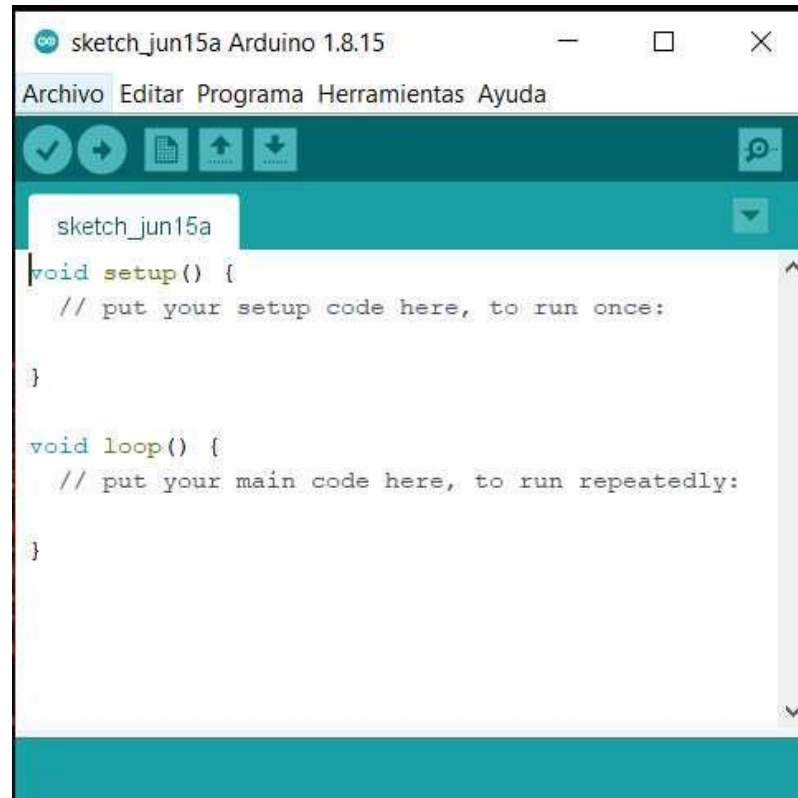 sketch_jun15a Arduino 1.8.15
Archivo Editar Programa Herramientas Ayuda
sketch_jun15a
void setup() {
  // put your setup code here, to run once:

}

void loop() {
  // put your main code here, to run repeatedly:

}